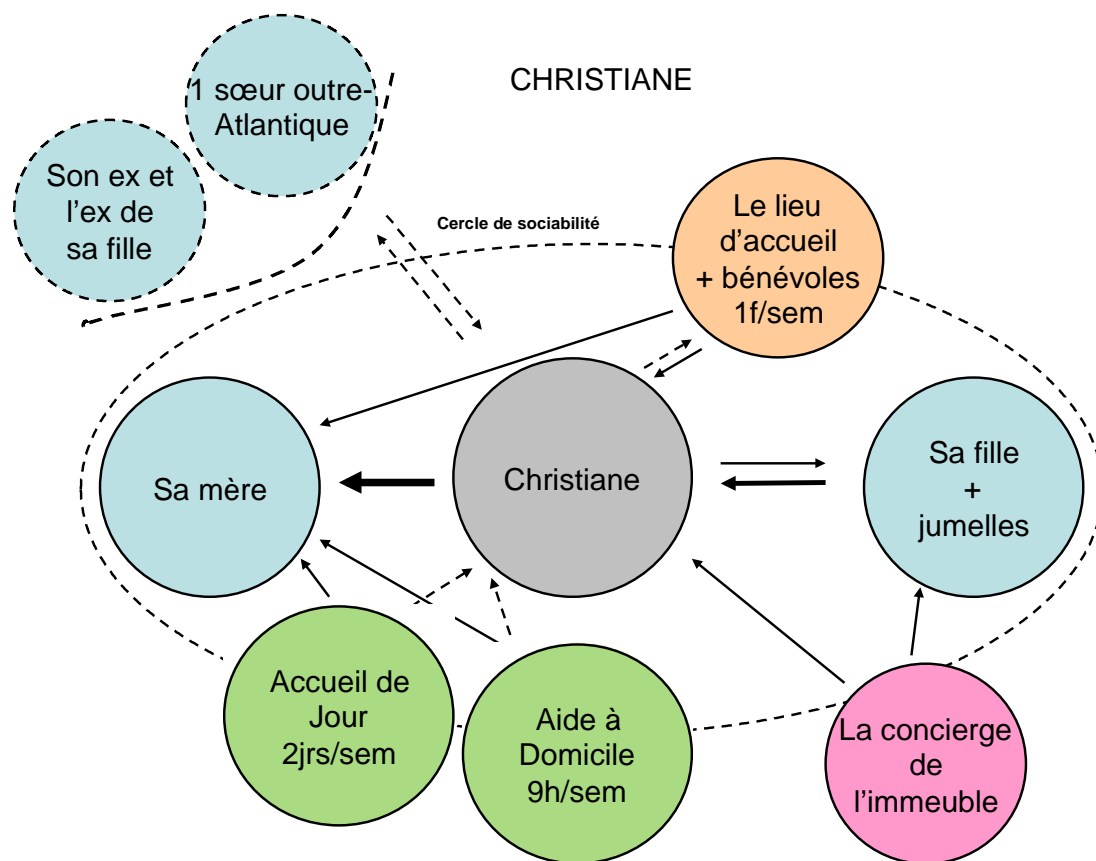 CHRISTIANE
1 sœur outre-
Atlantique
Son ex et
l’ex de
sa fille
Cercle de sociabilité
Le lieu
d’accueil
+ bénévoles
1f/sem
Sa mère
Christiane
Sa fille
+
jumelles
Accueil de
Jour
2jrs/sem
Aide à
Domicile
9h/sem
La concierge
de
l’immeuble